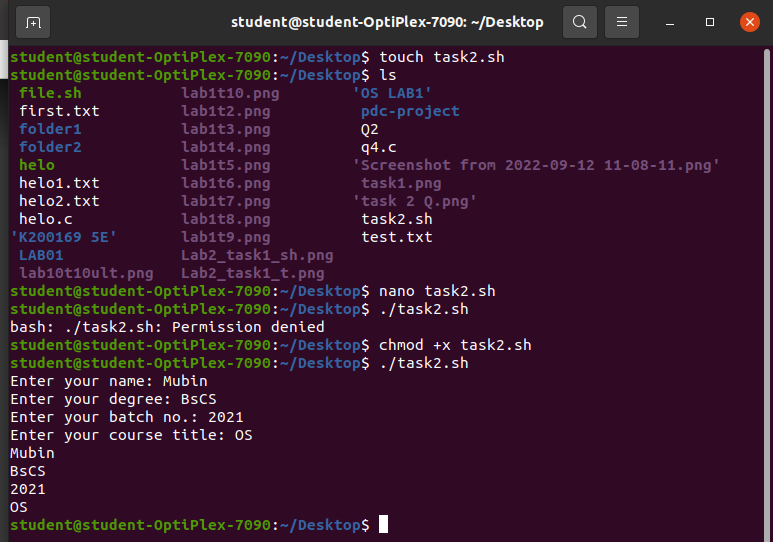 student@student-OptiPlex-7090: ~/Desktop
student@student-OptiPlex-7090:~/Desktop$ touch task2.sh
student@student-OptiPlex-7090:~/Desktop$ ls
file.sh lab1t10.png 'OS LAB1'
first.txt lab1t2.png pdc-project
folder1 lab1t3.png Q2
folder2 lab1t4.png q4.c
helo lab1t5.png 'Screenshot from 2022-09-12 11-08-11.png'
helo1.txt lab1t6.png task1.png
helo2.txt lab1t7.png 'task 2 Q.png'
helo.c lab1t8.png task2.sh
'K200169 5E' lab1t9.png test.txt
LAB01 Lab2_task1_sh.png
lab10t10ult.png Lab2_task1_t.png
student@student-OptiPlex-7090:~/Desktop$ nano task2.sh
student@student-OptiPlex-7090:~/Desktop$ ./task2.sh
bash: ./task2.sh: Permission denied
student@student-OptiPlex-7090:~/Desktop$ chmod +x task2.sh
student@student-OptiPlex-7090:~/Desktop$ ./task2.sh
Enter your name: Mubin
Enter your degree: BsCS
Enter your batch no.: 2021
Enter your course title: OS
Mubin
BsCS
2021
OS
student@student-OptiPlex-7090:~/Desktop$